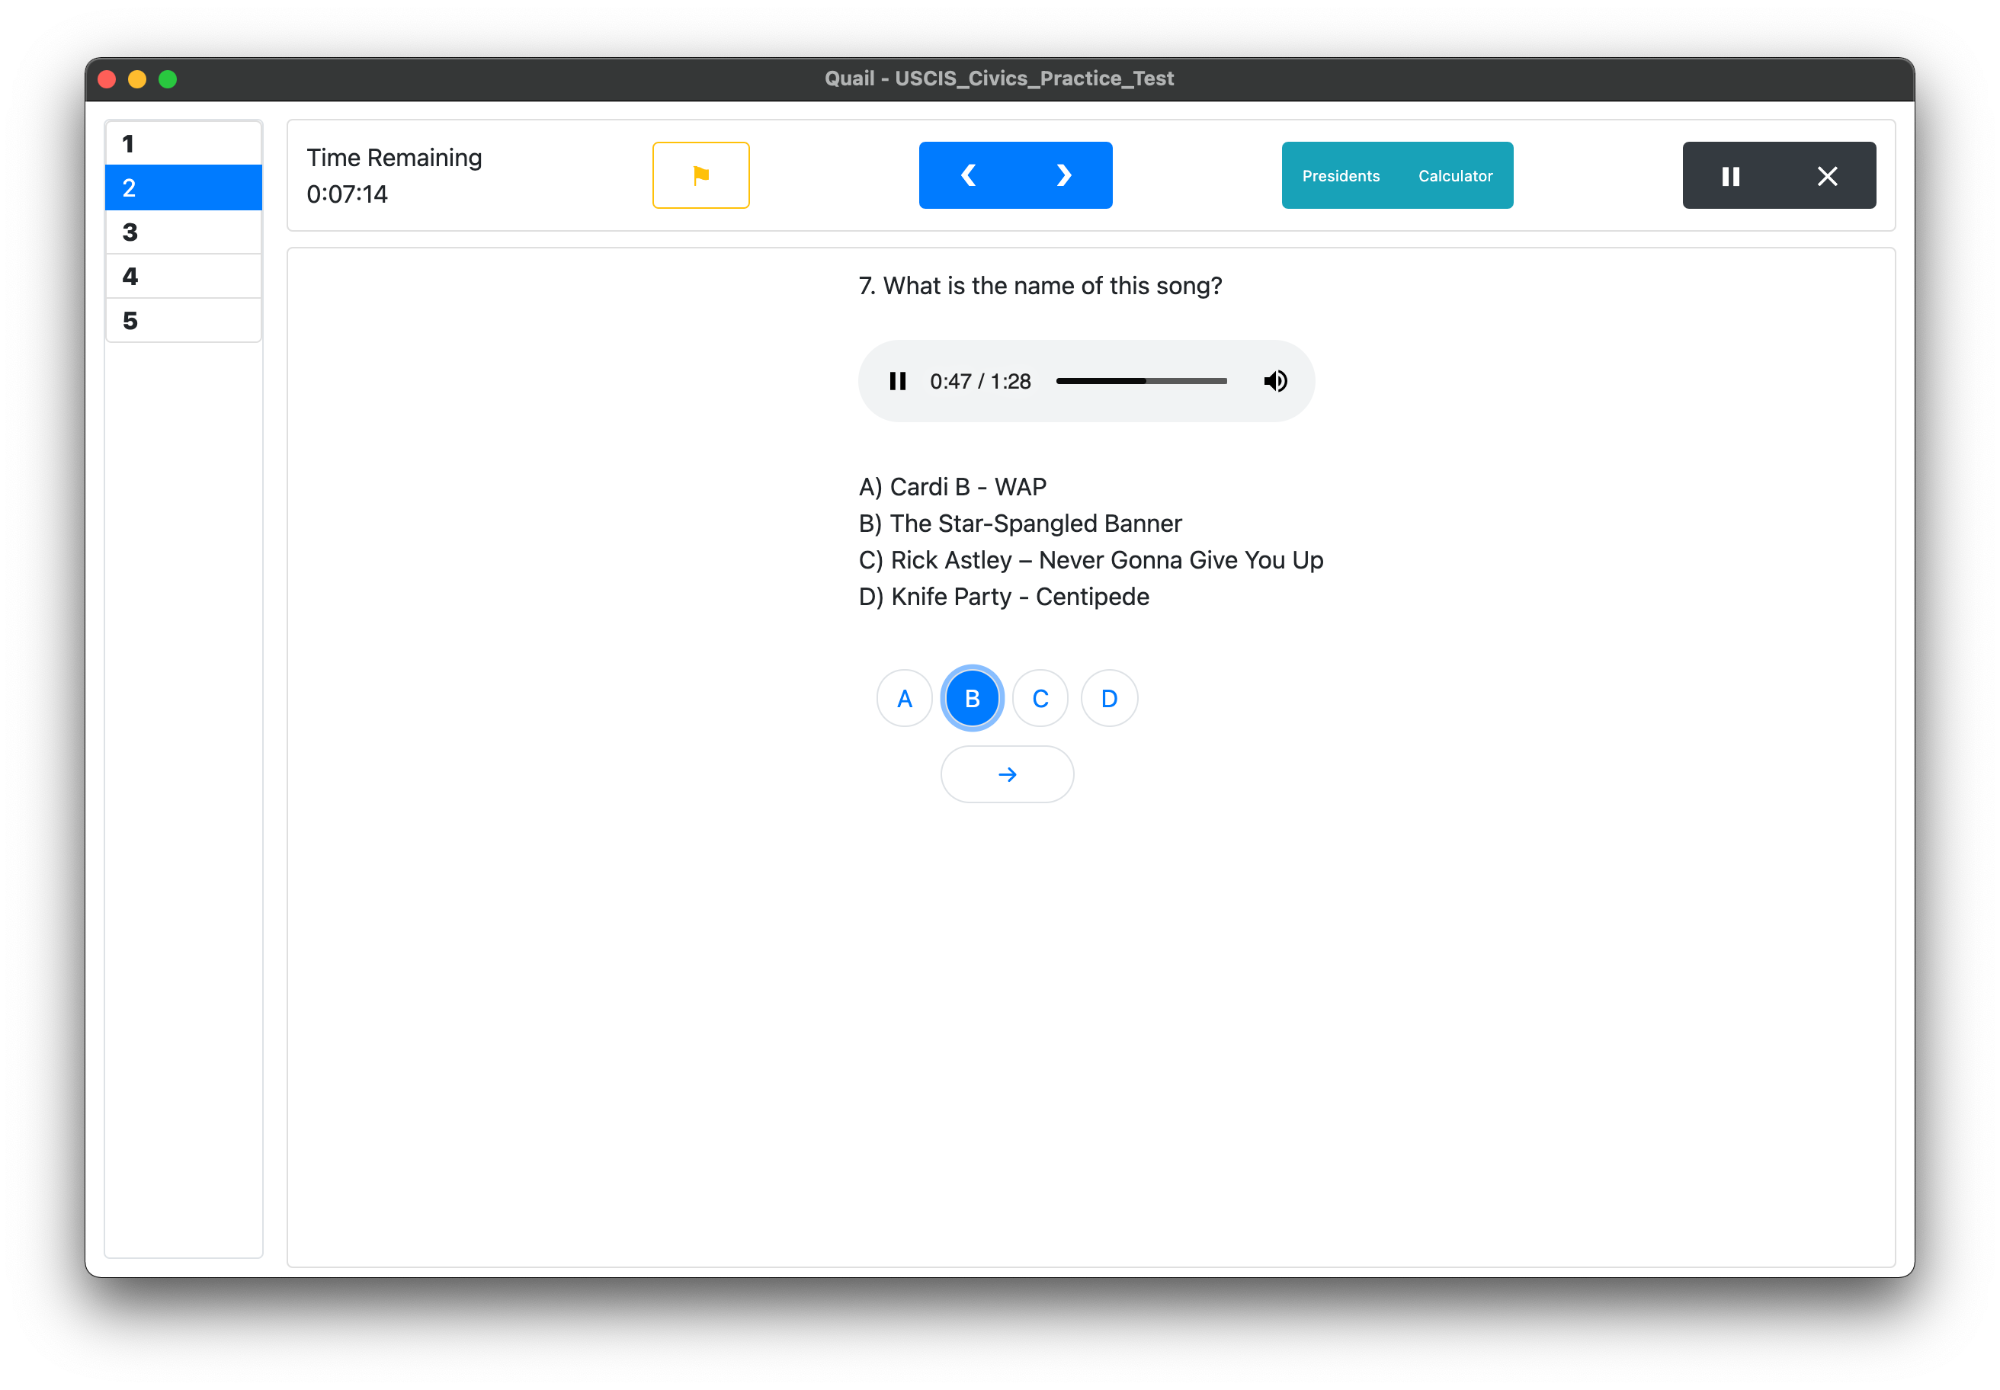 Quail - USCIS_Civics_Practice_Test
1
2
3
4
5
Time Remaining
0:07:14
Presidents
Calculator
7. What is the name of this song?
0:47 / 1:28
A) Cardi B - WAP
B) The Star-Spangled Banner
C) Rick Astley – Never Gonna Give You Up
D) Knife Party - Centipede
A B C D